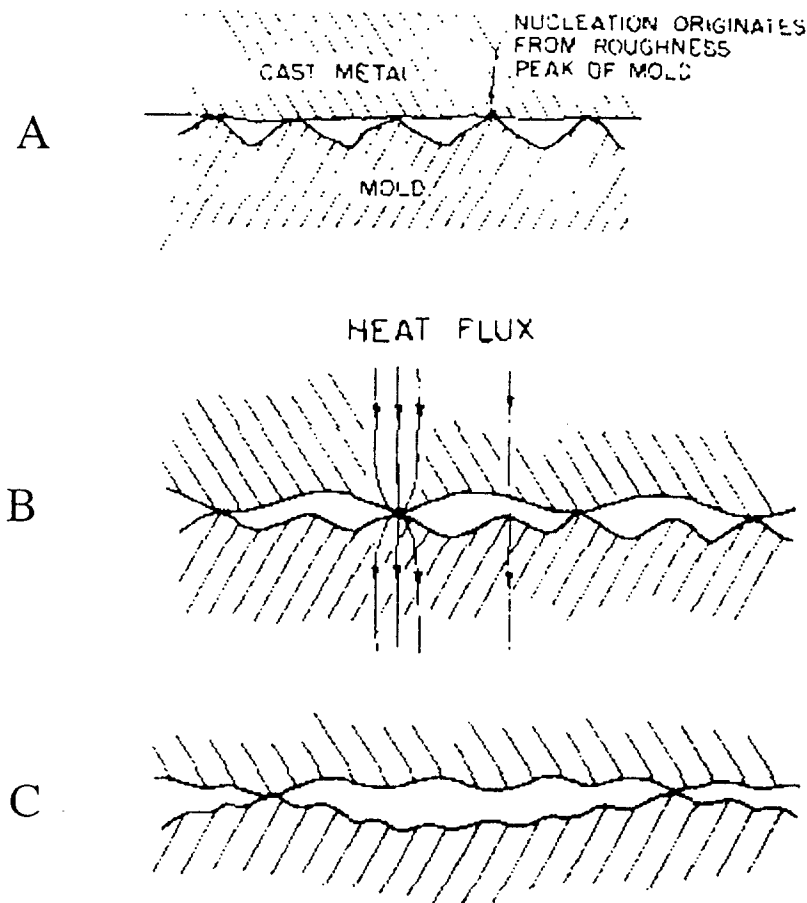 NUCLEATION ORIGINATES
FROM ROUGHNESS
PEAK OF MOLD
CAST METAL
A
MOLD
HEAT FLUX
B
C